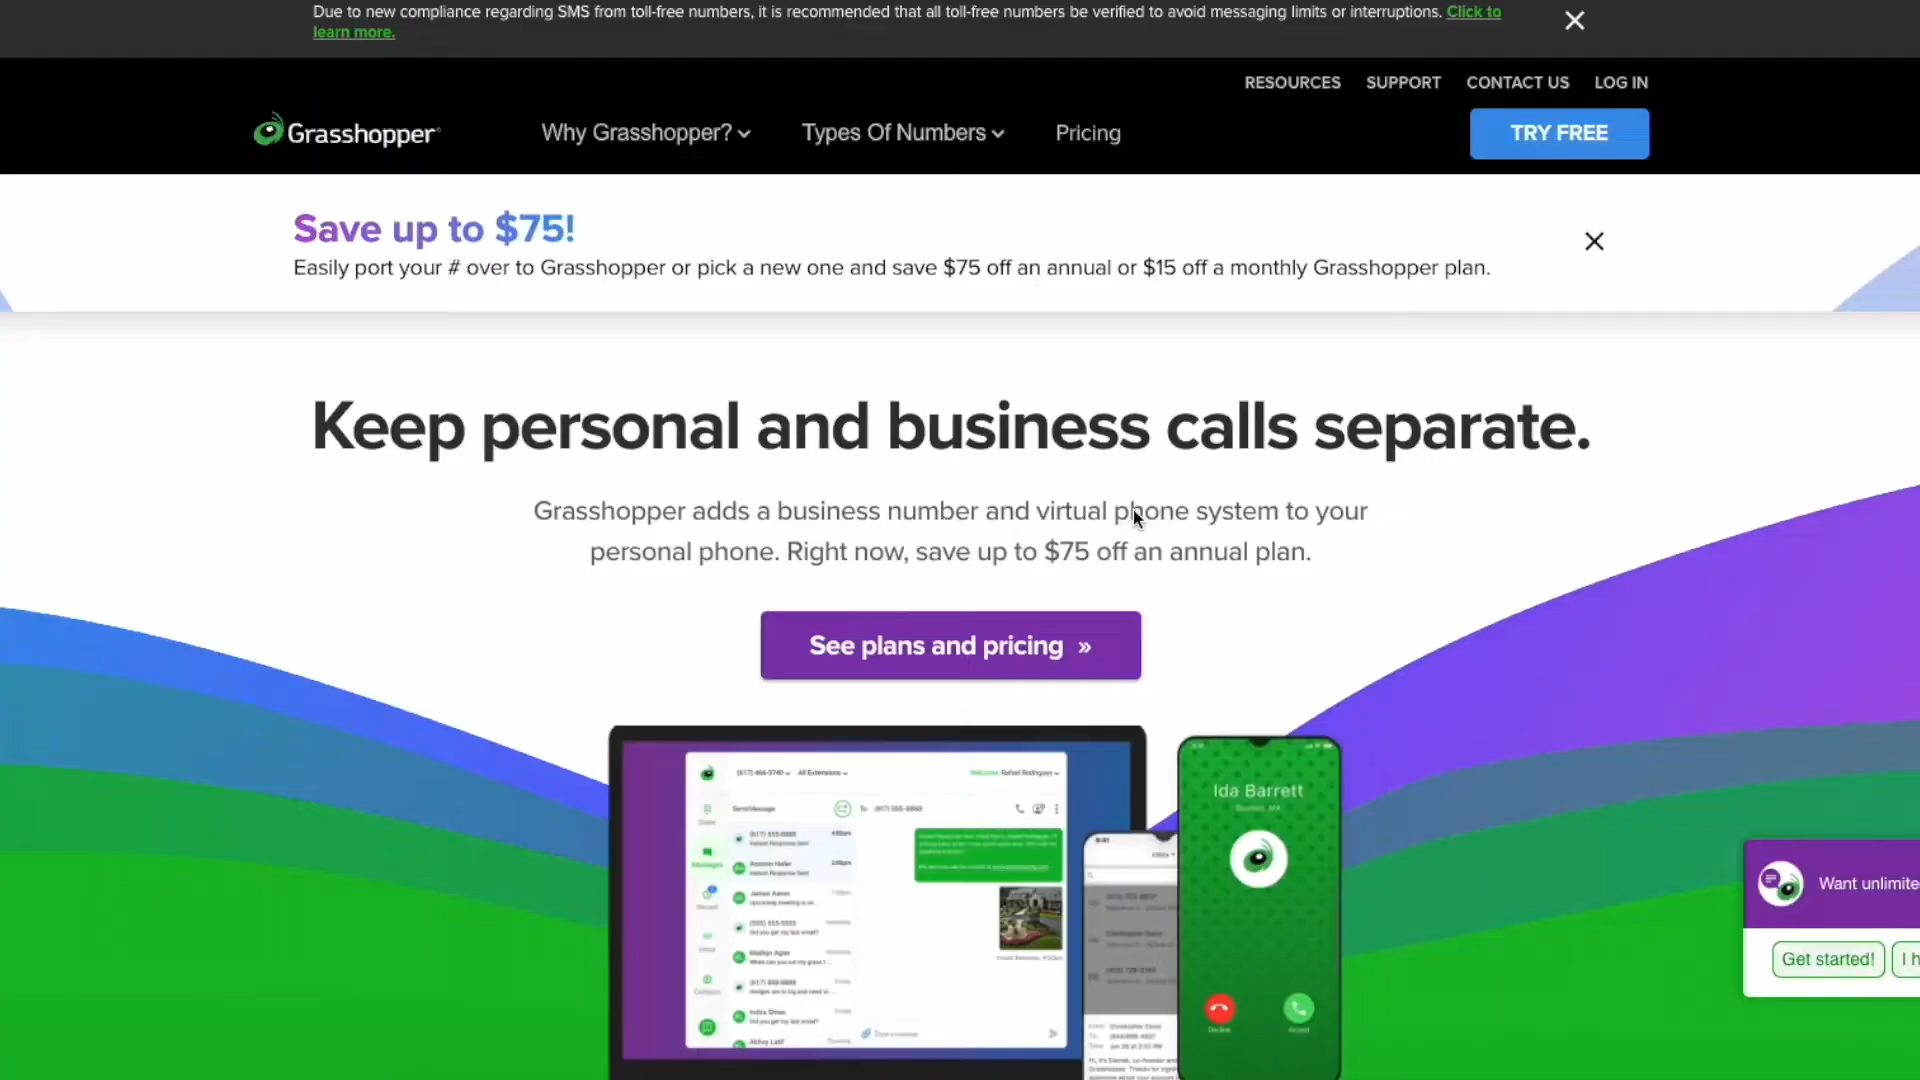 Due to new compliance regarding SMS from toll-free numbers, it is recommended that all toll-free numbers be verified to avoid messaging limits or interruptions. Click to
learn more.
RESOURCES SUPPORT CONTACT US LOG IN
Grasshopper Why Grasshopper? Types Of Numbers Pricing TRY FREE
Save up to $75!
Easily port your # over to Grasshopper or pick a new one and save $75 off an annual or $15 off a monthly Grasshopper plan.
Keep personal and business calls separate.
Grasshopper adds a business number and virtual phone system to your
personal phone. Right now, save up to $75 off an annual plan.
See plans and pricing »
All Extensions
Ida Barrett
Want unlimite
Get started! I h
Decline Accept